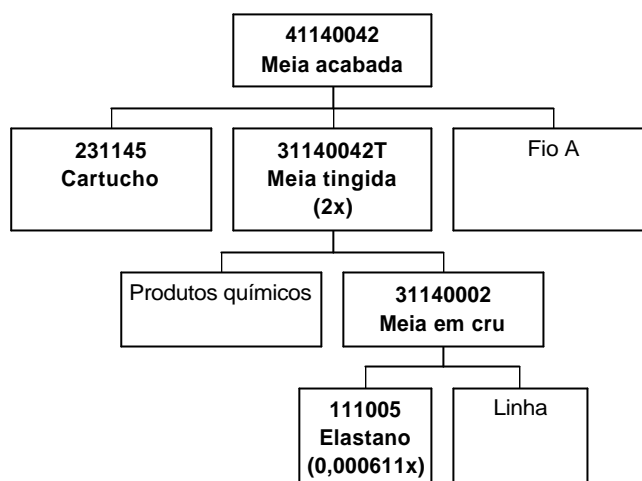 41140042
Meia acabada
231145
Cartucho
31140042T
Meia tingida
(2x)
Fio A
Produtos químicos
31140002
Meia em cru
111005
Elastano
(0,000611x)
Linha